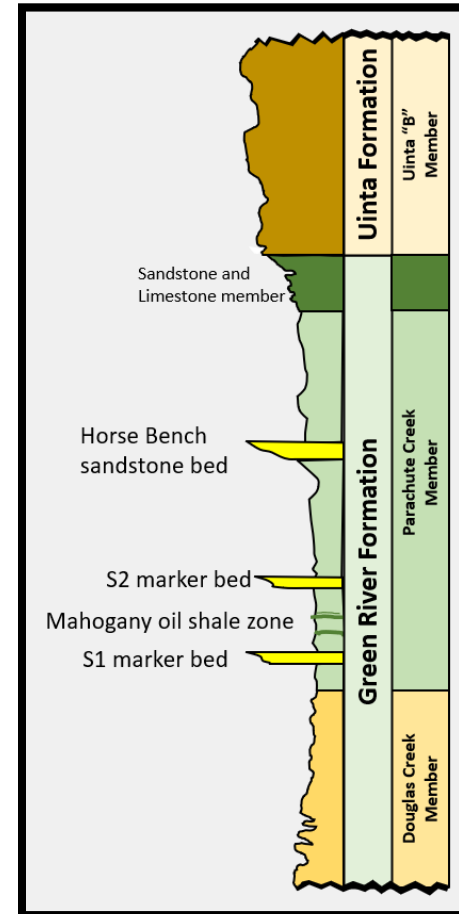 Uinta Formation
Uinta “B”
Member
Sandstone and
Limestone member
Horse Bench
sandstone bed
Parachute Creek
Member
Green River Formation
S2 marker bed
Mahogany oil shale zone
S1 marker bed
Douglas Creek
Member